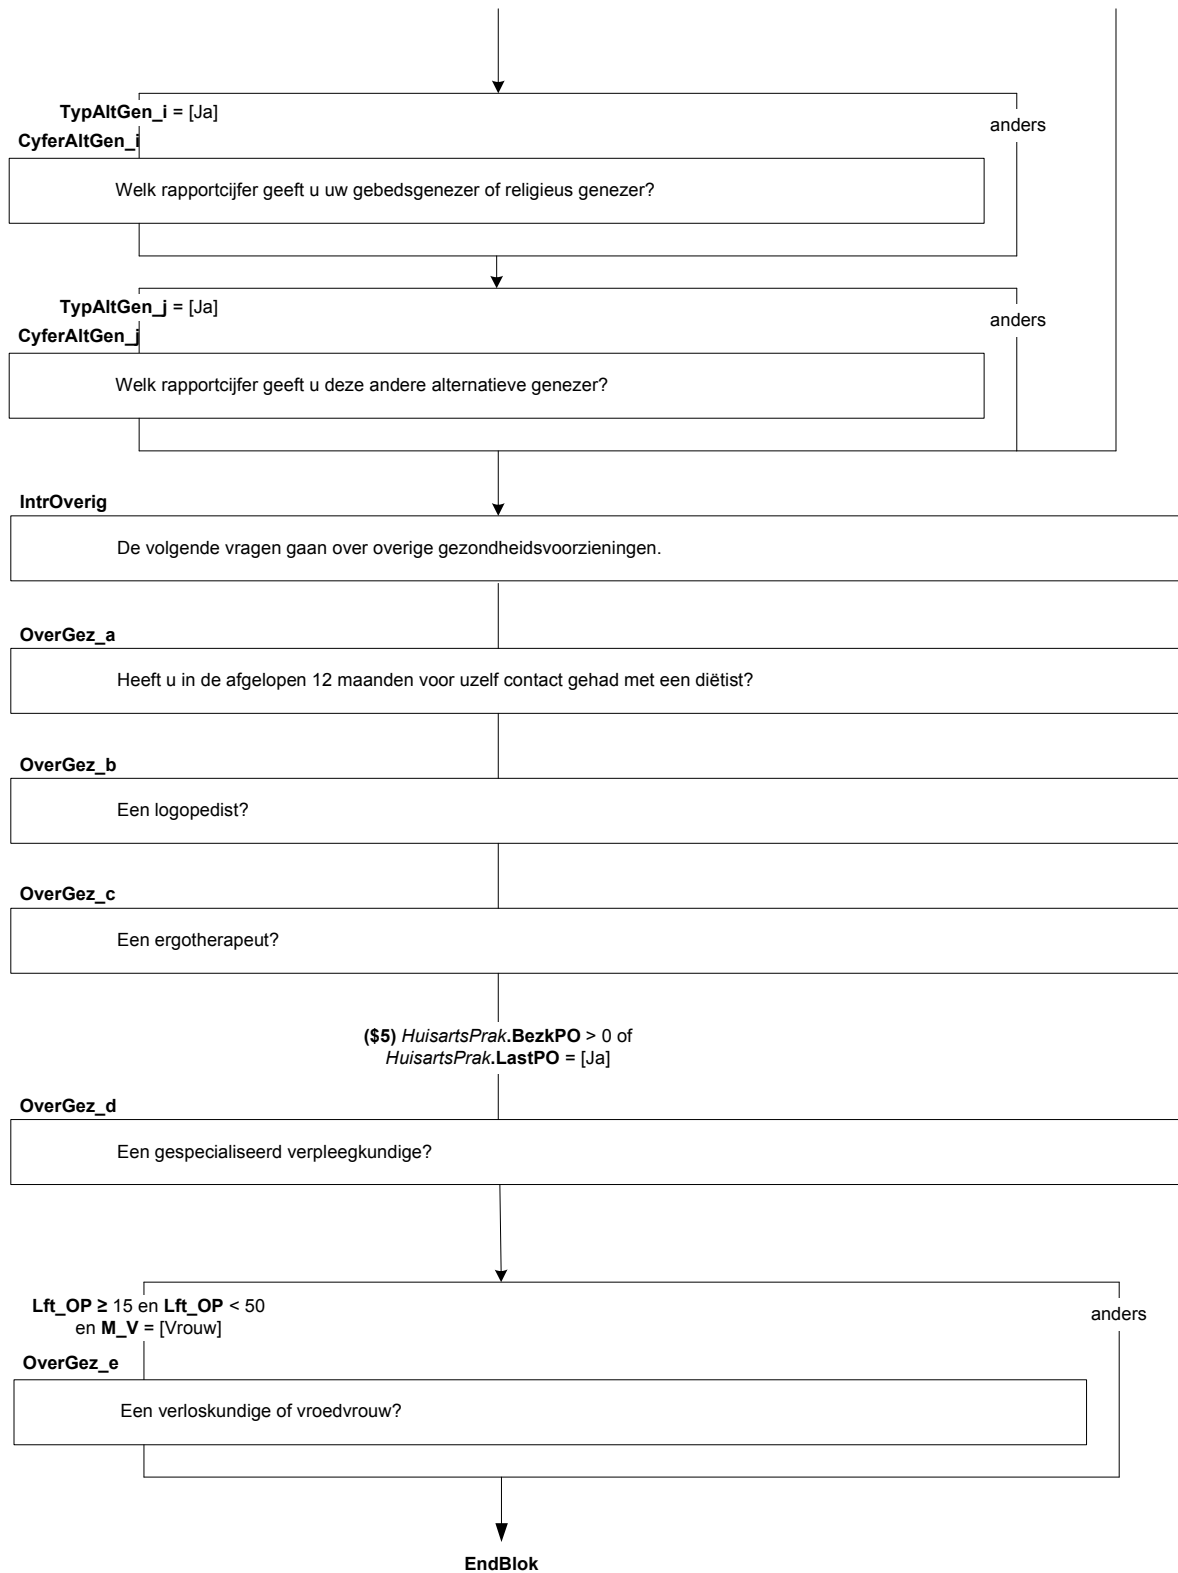 TypAltGen_i = [Ja]
anders
CyferAltGen_i
Welk rapportcijfer geeft u uw gebedsgenezer of religieus genezer?
TypAltGen_j = [Ja]
anders
CyferAltGen_j
Welk rapportcijfer geeft u deze andere alternatieve genezer?
IntrOverig
De volgende vragen gaan over overige gezondheidsvoorzieningen.
OverGez_a
Heeft u in de afgelopen 12 maanden voor uzelf contact gehad met een diëtist?
OverGez_b
Een logopedist?
OverGez_c
Een ergotherapeut?
($5) HuisartsPrak.BezkPO > 0 of
HuisartsPrak.LastPO = [Ja]
OverGez_d
Een gespecialiseerd verpleegkundige?
Lft_OP ≥ 15 en Lft_OP < 50
en M_V = [Vrouw]
anders
OverGez_e
Een verloskundige of vroedvrouw?
EndBlok